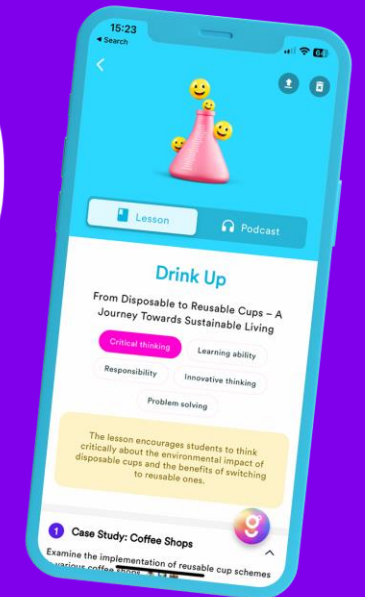 15:23
◂ Search
Lesson
Podcast
Drink Up
From Disposable to Reusable Cups – A
Journey Towards Sustainable Living
Critical thinking
Learning ability
Responsibility
Innovative thinking
Problem solving
The lesson encourages students to think
critically about the environmental impact of
disposable cups and the benefits of switching
to reusable ones.
1 Case Study: Coffee Shops
Examine the implementation of reusable cup schemes
various coffee shops